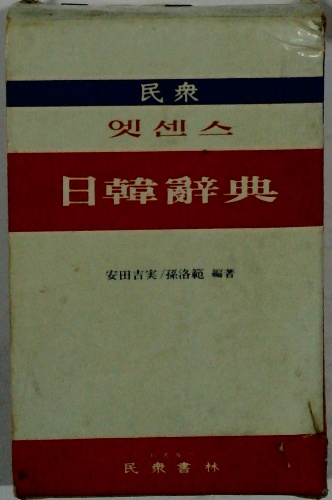 民衆
엣센스
日韓辭典
安田吉実/孫洛範 編著
民衆書林